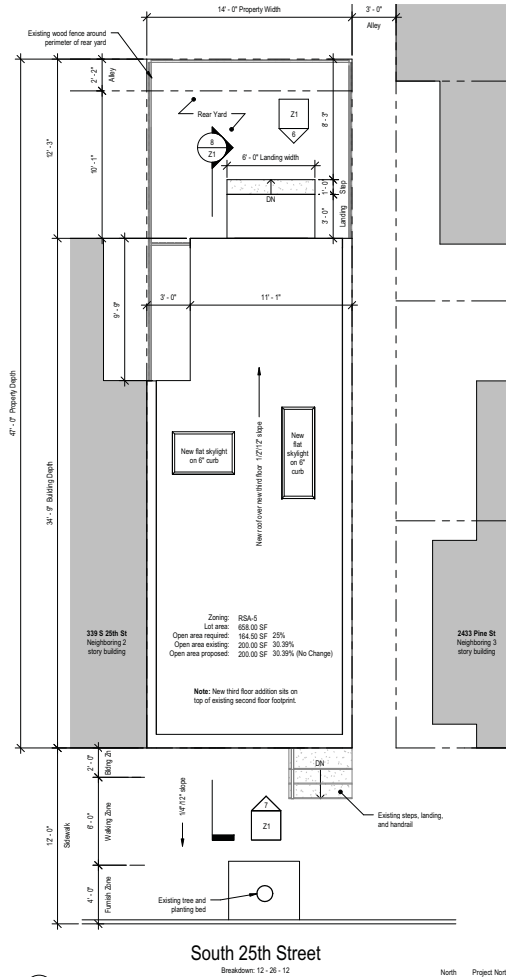 14' - 0" Property Width
3' - 0"
Alley
Existing wood fence around
perimeter of rear yard
2' - 2"
Alley
Rear Yard
Z1
6
8
Z1
8' - 3"
12' - 3"
10' - 1"
6' - 0" Landing width
DN
1' - 0"
Step
3' - 0"
Landing
3' - 0"
11' - 1"
9' - 9"
47' - 0" Property Depth
34' - 9" Building Depth
New flat skylight
on 6" curb
New
flat
skylight
on 6"
curb
New roof over new third floor 1/2"/12" slope
Zoning: RSA-5
Lot area: 658.00 SF
Open area required: 164.50 SF 25%
Open area existing: 200.00 SF 30.39%
Open area proposed: 200.00 SF 30.39% (No Change)
339 S 25th St
Neighboring 2
story building
2433 Pine St
Neighboring 3
story building
Note: New third floor addition sits on
top of existing second floor footprint.
2' - 0"
Bldng Zn
DN
1/4"/12" slope
7
Z1
Existing steps, landing,
and handrail
12' - 0"
Sidewalk
6' - 0"
Walking Zone
4' - 0"
Furnish Zone
Existing tree and
planting bed
South 25th Street
Breakdown: 12 - 26 - 12
North